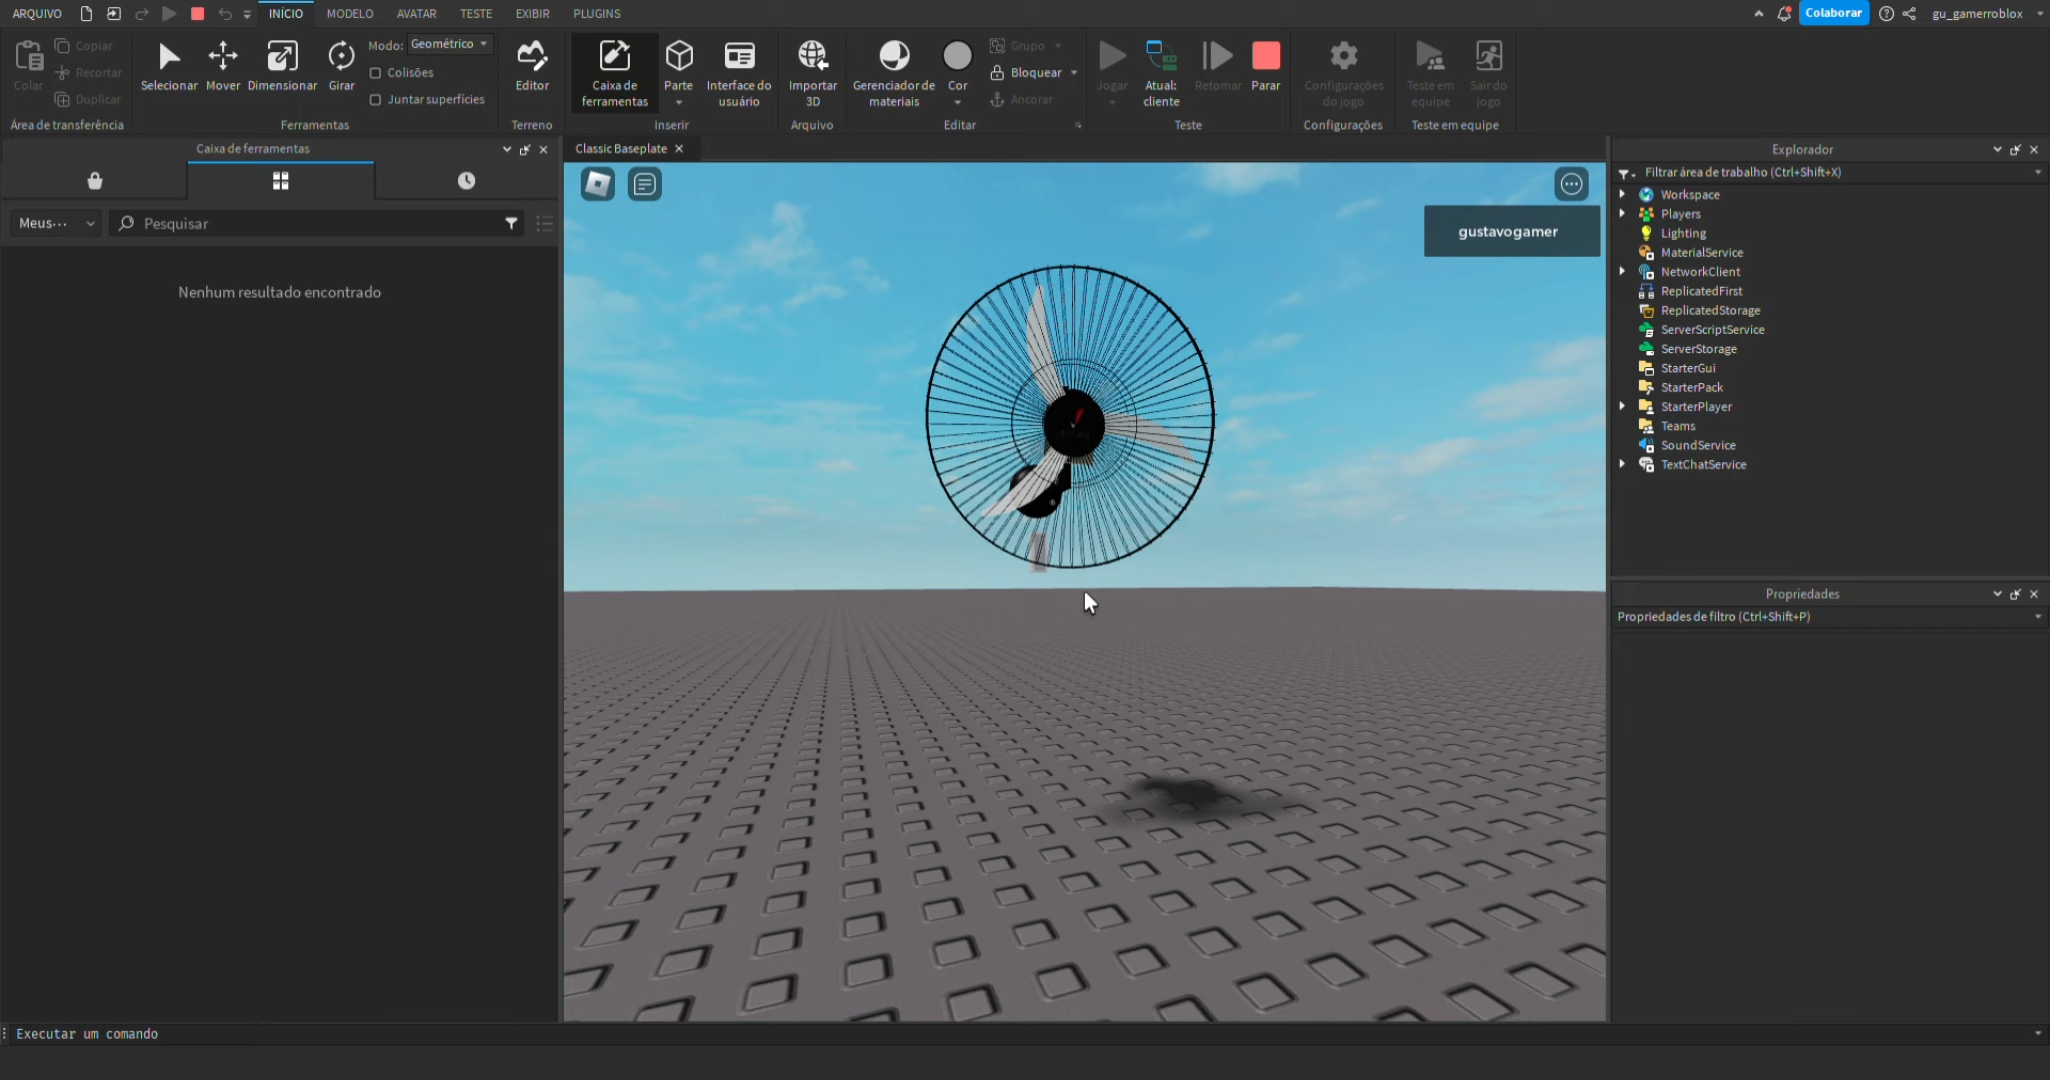 ARQUIVO
INÍCIO
MODELO
AVATAR
TESTE
EXIBIR
PLUGINS
Colaborar
gu_gamerroblox
Colar
Copiar
Recortar
Duplicar
Área de transferência
Selecionar
Mover
Dimensionar
Girar
Modo: Geométrico
Colisões
Juntar superfícies
Ferramentas
Editor
Terreno
Caixa de
ferramentas
Parte
Interface do
usuário
Inserir
Importar
3D
Arquivo
Gerenciador de
materiais
Cor
Grupo
Bloquear
Ancorar
Editar
Jogar
Atual:
cliente
Retomar
Parar
Teste
Configurações
do jogo
Configurações
Teste em
equipe
Sair do
jogo
Teste em equipe
Caixa de ferramentas
Meus...
Pesquisar
Nenhum resultado encontrado
Classic Baseplate
gustavogamer
Explorador
Filtrar área de trabalho (Ctrl+Shift+X)
Workspace
Players
Lighting
MaterialService
NetworkClient
ReplicatedFirst
ReplicatedStorage
ServerScriptService
ServerStorage
StarterGui
StarterPack
StarterPlayer
Teams
SoundService
TextChatService
Propriedades
Propriedades de filtro (Ctrl+Shift+P)
Executar um comando